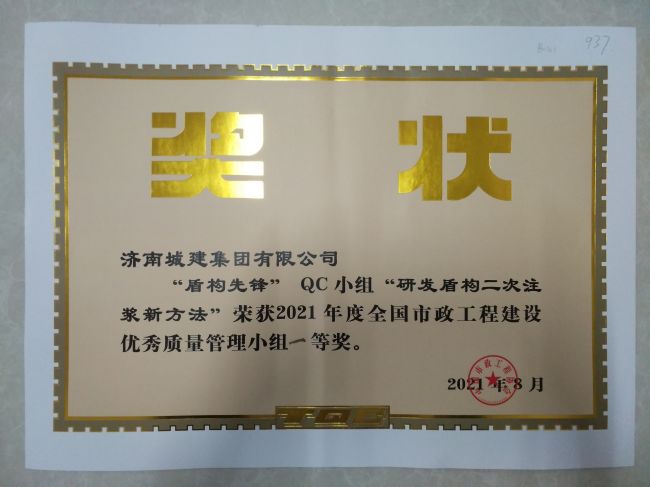 937
奖 状
济南城建集团有限公司
“盾构先锋” QC小组“研发盾构二次注
浆新方法”荣获2021年度全国市政工程建设
优秀质量管理小组一等奖。
2021年8月
TQC